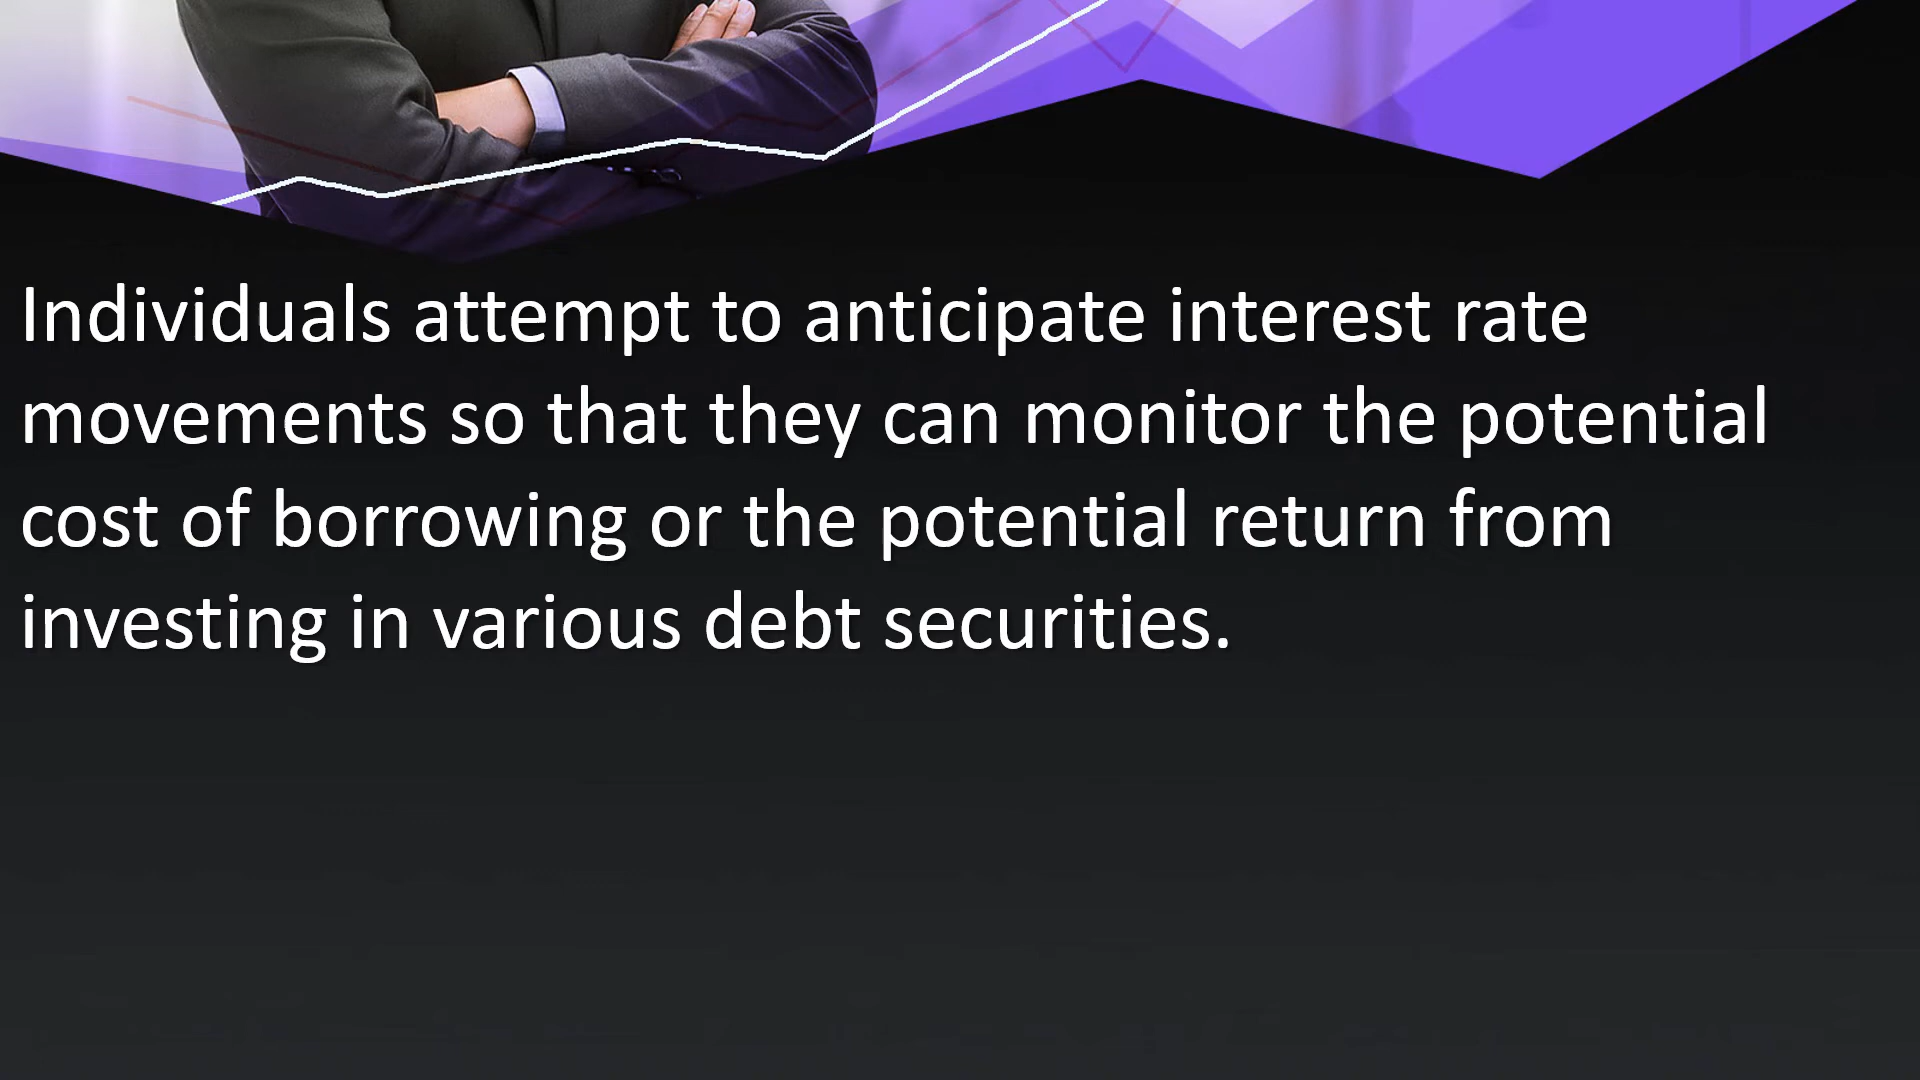 Individuals attempt to anticipate interest rate
movements so that they can monitor the potential
cost of borrowing or the potential return from
investing in various debt securities.